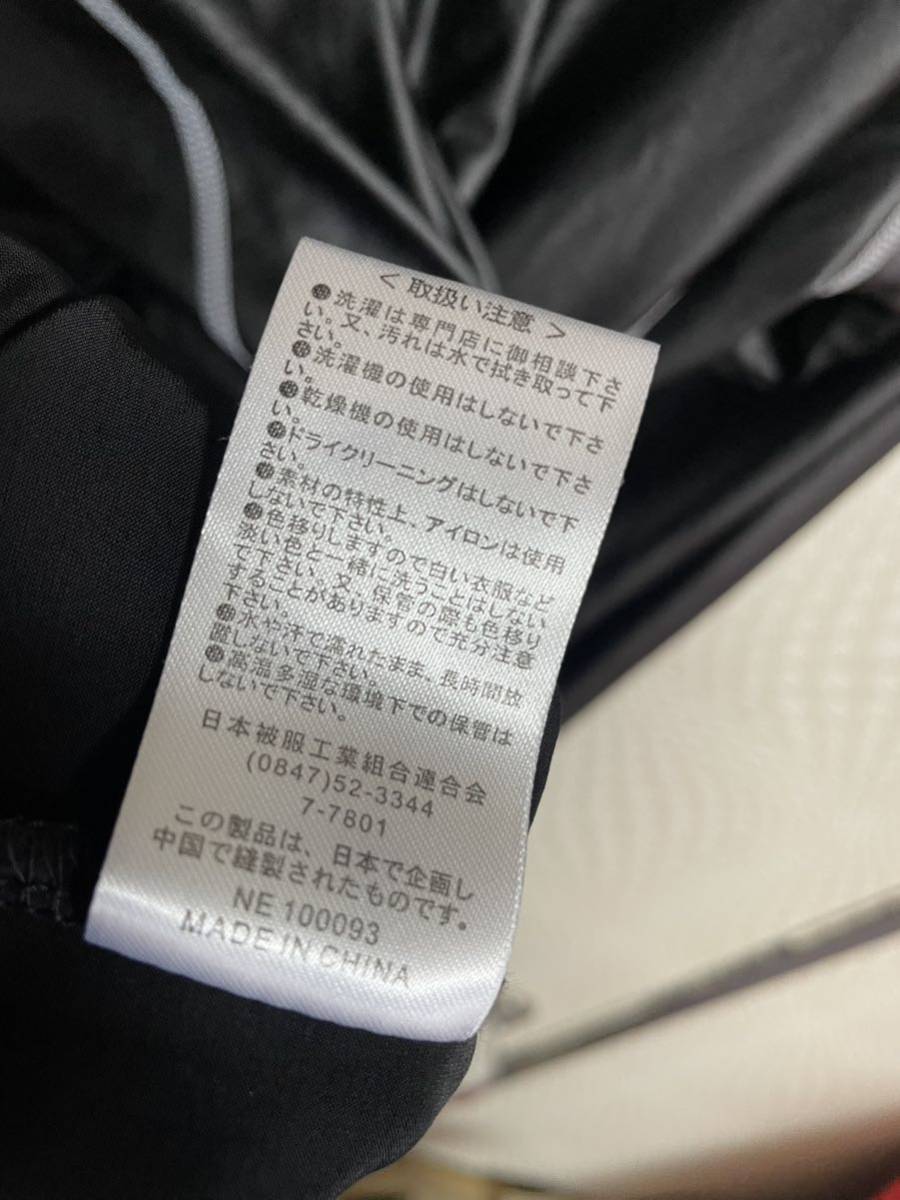 < 取扱い注意 >
●洗濯は専門店に御相談下さ
い。又、汚れは水で拭き取って下
さい。
●洗濯機の使用はしないで下さ
い。
●乾燥機の使用はしないで下さ
い。
●ドライクリーニングはしないで下
さい。
●素材の特性上、アイロンは使用
しないで下さい。
●色移りしますので白い衣服など
淡い色と一緒に洗うことはしない
で下さい、又、保管の際も色移り
することがありますので充分注意
下さい。
●水や汗で濡れたまま、長時間放
置しないで下さい。
●高温多湿な環境下での保管は
しないで下さい。
日本被服工業組合連合会
(0847)52-3344
7-7801
この製品は、日本で企画し
中国で縫製されたものです。
NE 100093
MADE IN CHINA